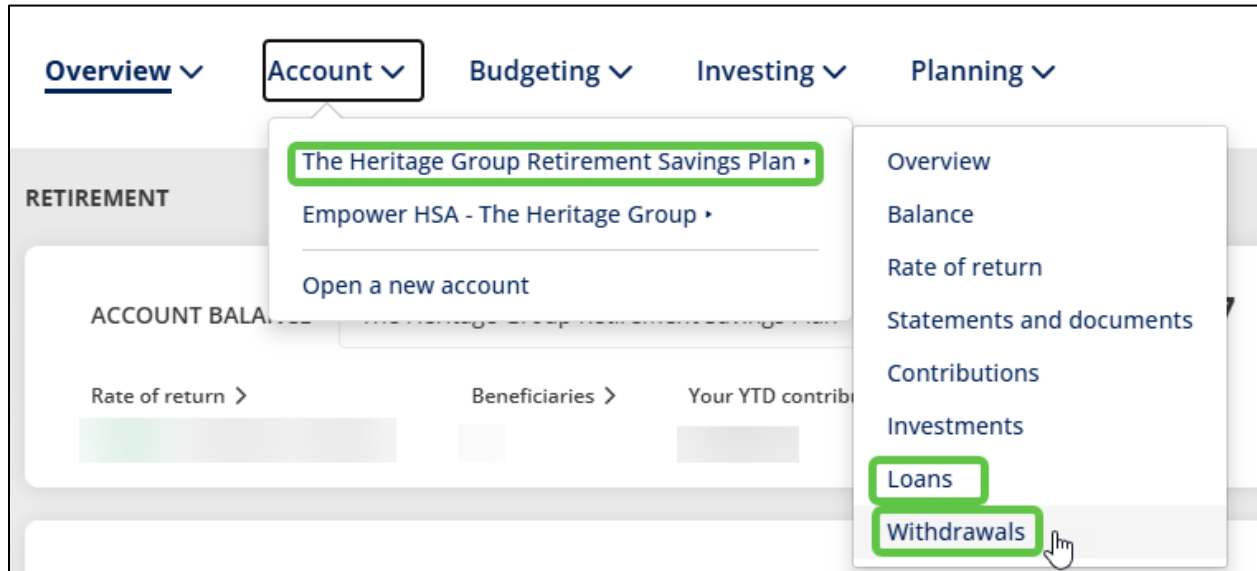 Overview Account Budgeting Investing Planning
The Heritage Group Retirement Savings Plan
Empower HSA - The Heritage Group
Open a new account
Overview
Balance
Rate of return
Statements and documents
Contributions
Investments
Loans
Withdrawals
RETIREMENT
ACCOUNT
Rate of return Beneficiaries Your YTD